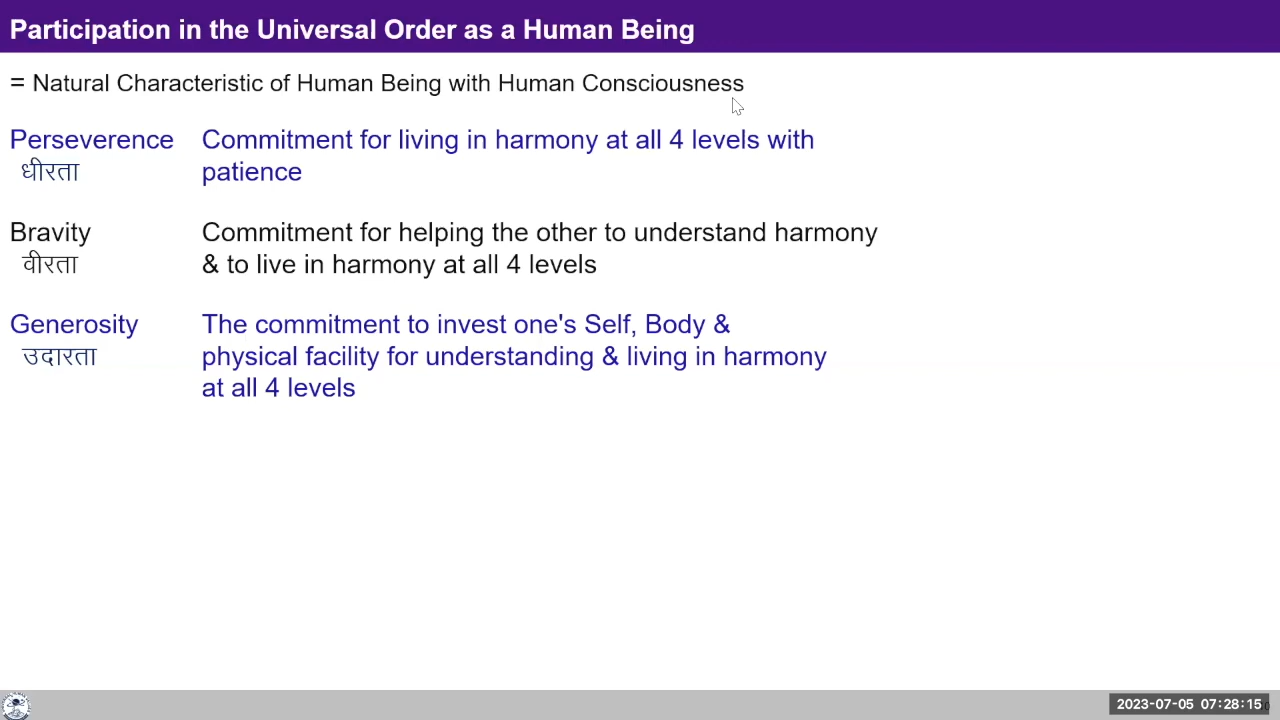 Participation in the Universal Order as a Human Being
= Natural Characteristic of Human Being with Human Consciousness
Perseverence Commitment for living in harmony at all 4 levels with
धीरता patience
Bravity Commitment for helping the other to understand harmony
वीरता & to live in harmony at all 4 levels
Generosity The commitment to invest one's Self, Body &
उदारता physical facility for understanding & living in harmony
at all 4 levels
2023-07-05 07:28:15